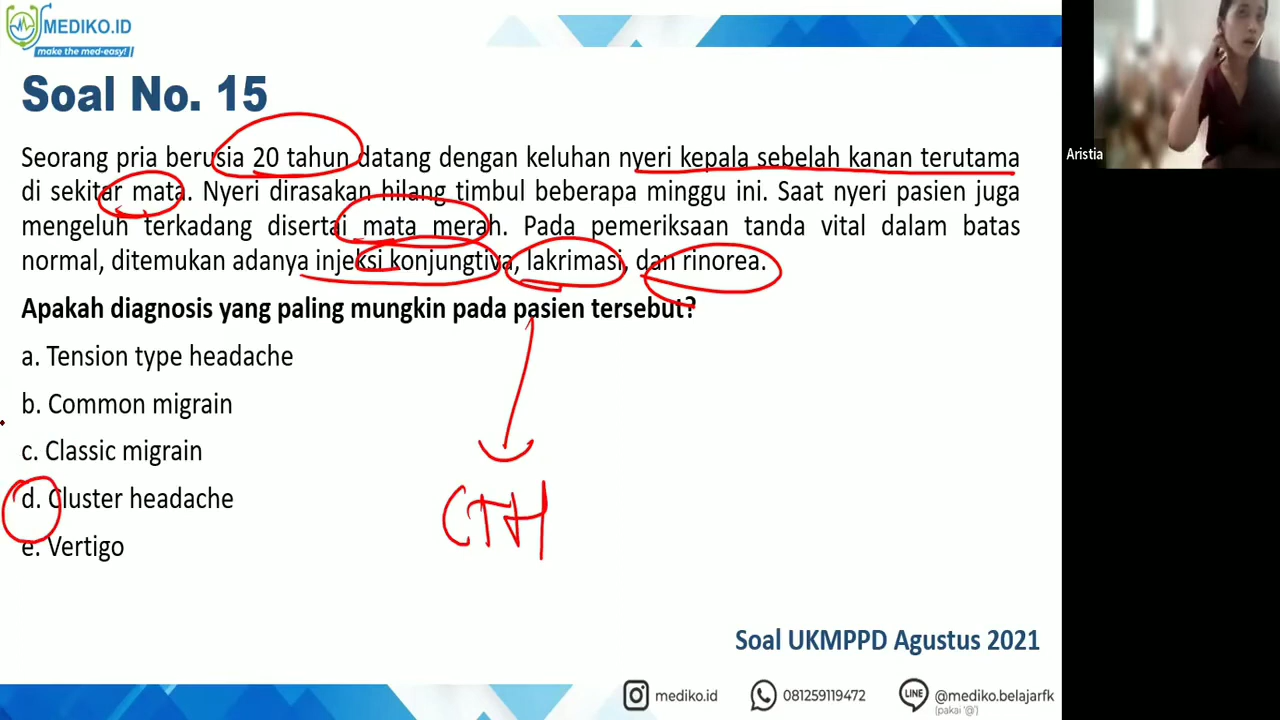 MEDIKO.ID
make the med-easy!
Soal No. 15
Seorang pria berusia 20 tahun datang dengan keluhan nyeri kepala sebelah kanan terutama
di sekitar mata. Nyeri dirasakan hilang timbul beberapa minggu ini. Saat nyeri pasien juga
mengeluh terkadang disertai mata merah. Pada pemeriksaan tanda vital dalam batas
normal, ditemukan adanya injeksi konjungtiva, lakrimasi, dan rinorea.
Apakah diagnosis yang paling mungkin pada pasien tersebut?
a. Tension type headache
b. Common migrain
c. Classic migrain
d. Cluster headache
e. Vertigo
CTH
Soal UKMPPD Agustus 2021
mediko.id
081259119472
LINE
@mediko.belajarfk
(pakai '@')
Aristia